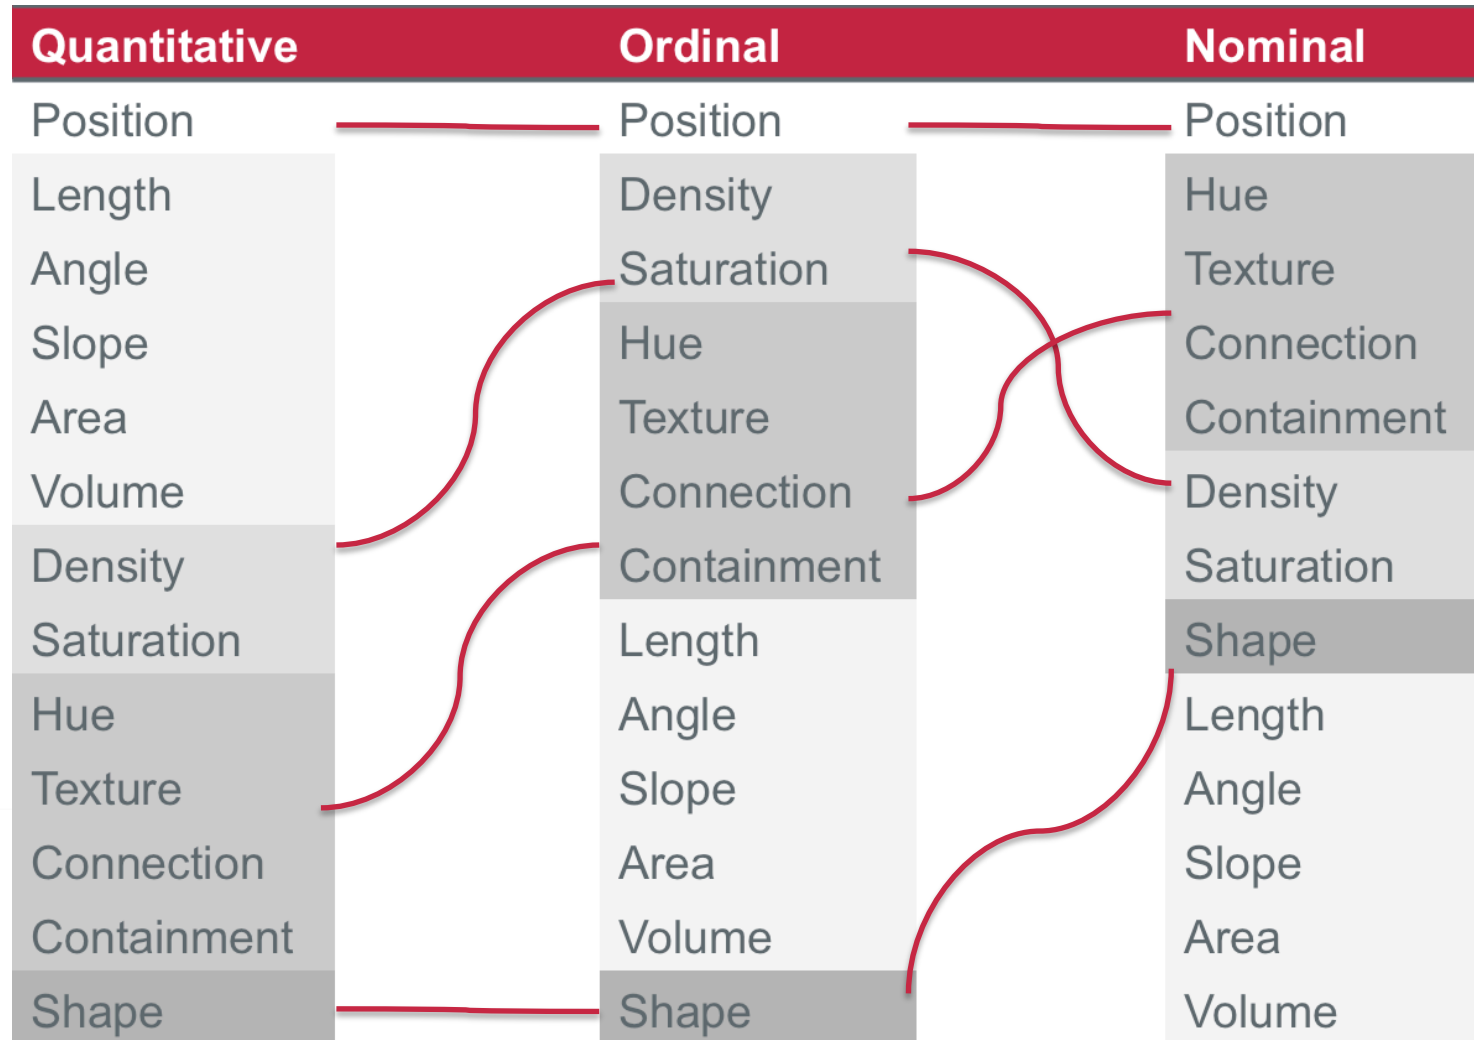 Quantitative Ordinal Nominal
Position Position Position
Length Density Hue
Angle Saturation Texture
Slope Hue Connection
Area Texture Containment
Volume Connection Density
Density Containment Saturation
Saturation Length Shape
Hue Angle Length
Texture Slope Angle
Connection Area Slope
Containment Volume Area
Shape Shape Volume